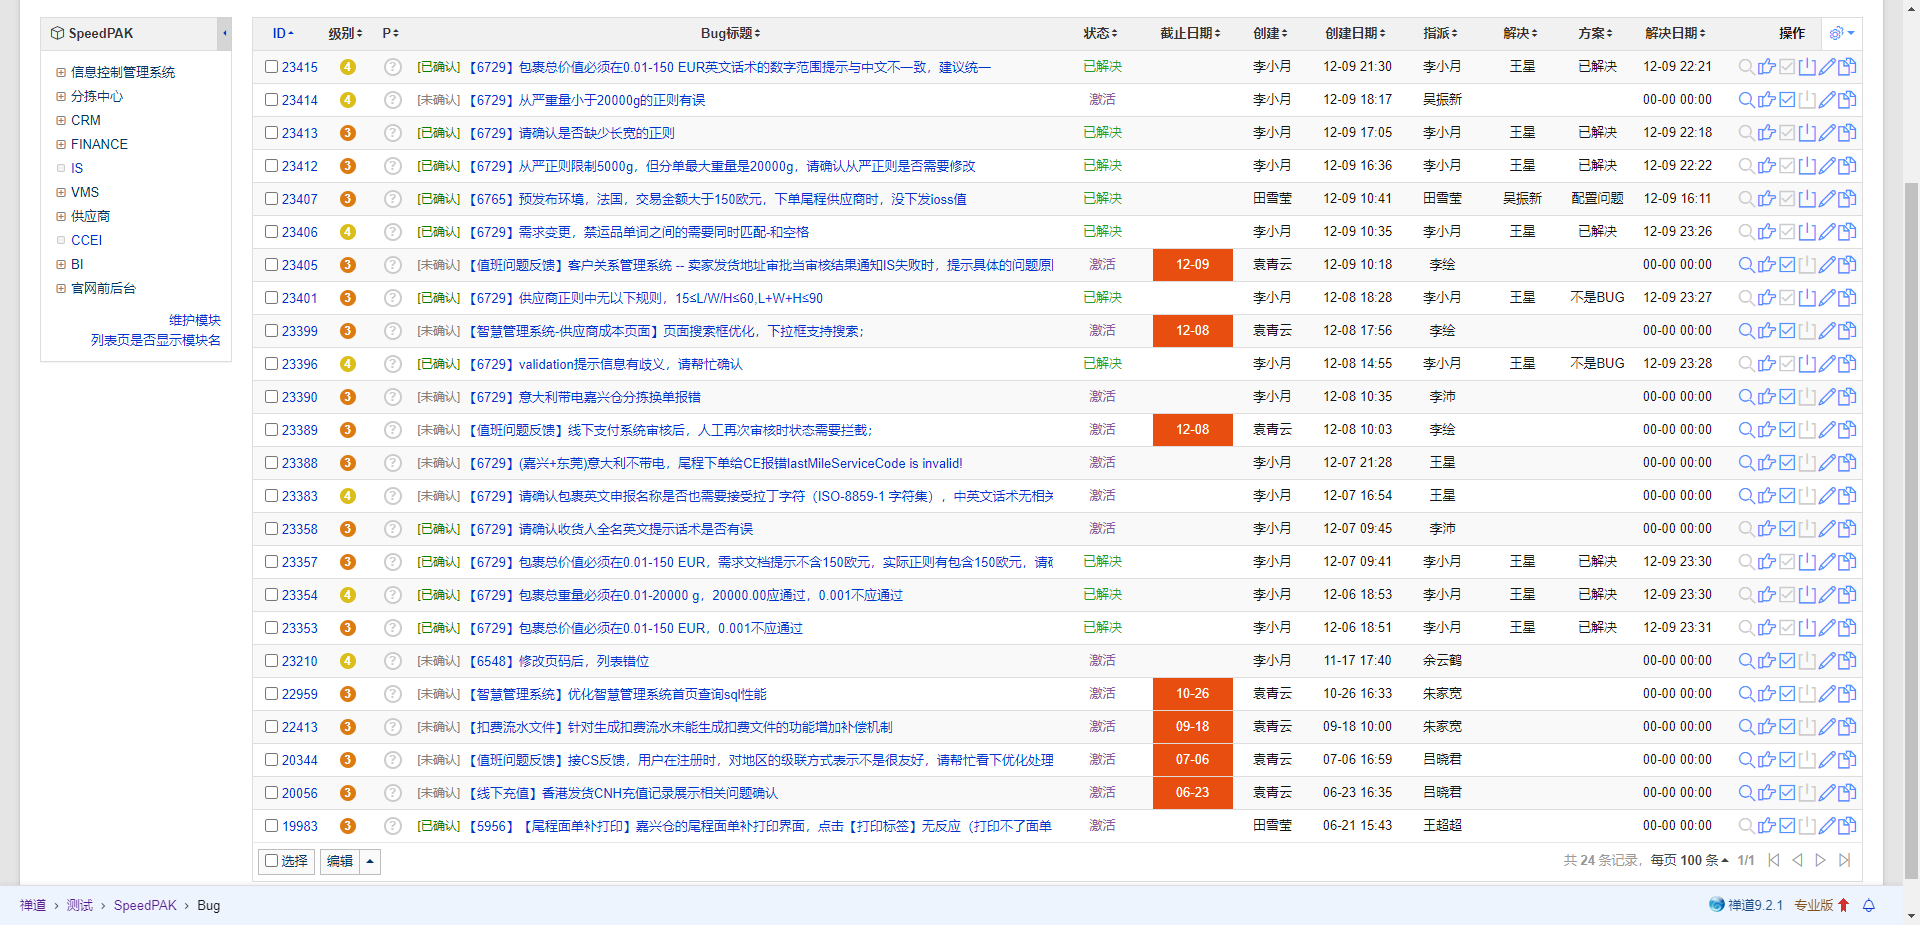 SpeedPAK
信息控制管理系统
分拣中心
CRM
FINANCE
IS
VMS
供应商
CCEI
BI
官网前后台
维护模块
列表页是否显示模块名
ID 级别 P Bug标题 状态 截止日期 创建 创建日期 指派 解决 方案 解决日期 操作
23415 4 ? [已确认] 【6729】包裹总价值必须在0.01-150 EUR英文话术的数字范围提示与中文不一致，建议统一 已解决 李小月 12-09 21:30 李小月 王星 已解决 12-09 22:21
23414 4 ? [未确认] 【6729】从严重量小于20000g的正则有误 激活 李小月 12-09 18:17 吴振新 00-00 00:00
23413 3 ? [已确认] 【6729】请确认是否缺少长宽的正则 已解决 李小月 12-09 17:05 李小月 王星 已解决 12-09 22:18
23412 3 ? [已确认] 【6729】从严正则限制5000g，但分单最大重量是20000g，请确认从严正则是否需要修改 已解决 李小月 12-09 16:36 李小月 王星 已解决 12-09 22:22
23407 3 ? [已确认] 【6765】预发布环境，法国，交易金额大于150欧元，下单尾程供应商时，没下发ioss值 已解决 田雪莹 12-09 10:41 田雪莹 吴振新 配置问题 12-09 16:11
23406 4 ? [已确认] 【6729】需求变更，禁运品单词之间的需要同时匹配-和空格 已解决 李小月 12-09 10:35 李小月 王星 已解决 12-09 23:26
23405 3 ? [未确认] 【值班问题反馈】客户关系管理系统 -- 卖家发货地址审批当审核结果通知IS失败时，提示具体的问题原 激活 12-09 袁青云 12-09 10:18 李绘 00-00 00:00
23401 3 ? [已确认] 【6729】供应商正则中无以下规则，15≤L/W/H≤60,L+W+H≤90 已解决 李小月 12-08 18:28 李小月 王星 不是BUG 12-09 23:27
23399 3 ? [未确认] 【智慧管理系统-供应商成本页面】页面搜索框优化，下拉框支持搜索； 激活 12-08 袁青云 12-08 17:56 李绘 00-00 00:00
23396 4 ? [已确认] 【6729】validation提示信息有歧义，请帮忙确认 已解决 李小月 12-08 14:55 李小月 王星 不是BUG 12-09 23:28
23390 3 ? [未确认] 【6729】意大利带电嘉兴仓分拣换单报错 激活 李小月 12-08 10:35 李沛 00-00 00:00
23389 3 ? [未确认] 【值班问题反馈】线下支付系统审核后，人工再次审核时状态需要拦截； 激活 12-08 袁青云 12-08 10:03 李绘 00-00 00:00
23388 3 ? [未确认] 【6729】(嘉兴+东莞)意大利不带电，尾程下单给CE报错lastMileServiceCode is invalid! 激活 李小月 12-07 21:28 王星 00-00 00:00
23383 4 ? [未确认] 【6729】请确认包裹英文申报名称是否也需要接受拉丁字符（ISO-8859-1 字符集），中英文话术无相关 激活 李小月 12-07 16:54 王星 00-00 00:00
23358 3 ? [已确认] 【6729】请确认收货人全名英文提示话术是否有误 激活 李小月 12-07 09:45 李沛 00-00 00:00
23357 3 ? [已确认] 【6729】包裹总价值必须在0.01-150 EUR，需求文档提示不含150欧元，实际正则有包含150欧元，请 已解决 李小月 12-07 09:41 李小月 王星 已解决 12-09 23:30
23354 4 ? [已确认] 【6729】包裹总重量必须在0.01-20000 g，20000.00应通过，0.001不应通过 已解决 李小月 12-06 18:53 李小月 王星 已解决 12-09 23:30
23353 3 ? [已确认] 【6729】包裹总价值必须在0.01-150 EUR，0.001不应通过 已解决 李小月 12-06 18:51 李小月 王星 已解决 12-09 23:31
23210 4 ? [未确认] 【6548】修改页码后，列表错位 激活 李小月 11-17 17:40 余云鹤 00-00 00:00
22959 3 ? [未确认] 【智慧管理系统】优化智慧管理系统首页查询sql性能 激活 10-26 袁青云 10-26 16:33 朱家宽 00-00 00:00
22413 3 ? [未确认] 【扣费流水文件】针对生成扣费流水未能生成扣费文件的功能增加补偿机制 激活 09-18 袁青云 09-18 10:00 朱家宽 00-00 00:00
20344 3 ? [未确认] 【值班问题反馈】接CS反馈，用户在注册时，对地区的级联方式表示不是很友好，请帮忙看下优化处理 激活 07-06 袁青云 07-06 16:59 吕晓君 00-00 00:00
20056 3 ? [未确认] 【线下充值】香港发货CNH充值记录展示相关问题确认 激活 06-23 袁青云 06-23 16:35 吕晓君 00-00 00:00
19983 3 ? [已确认] 【5956】【尾程面单补打印】嘉兴仓的尾程面单补打印界面，点击【打印标签】无反应（打印不了面单 激活 田雪莹 06-21 15:43 王超超 00-00 00:00
选择 编辑 共 24 条记录，每页 100 条 1/1
禅道 › 测试 › SpeedPAK › Bug 禅道9.2.1 专业版